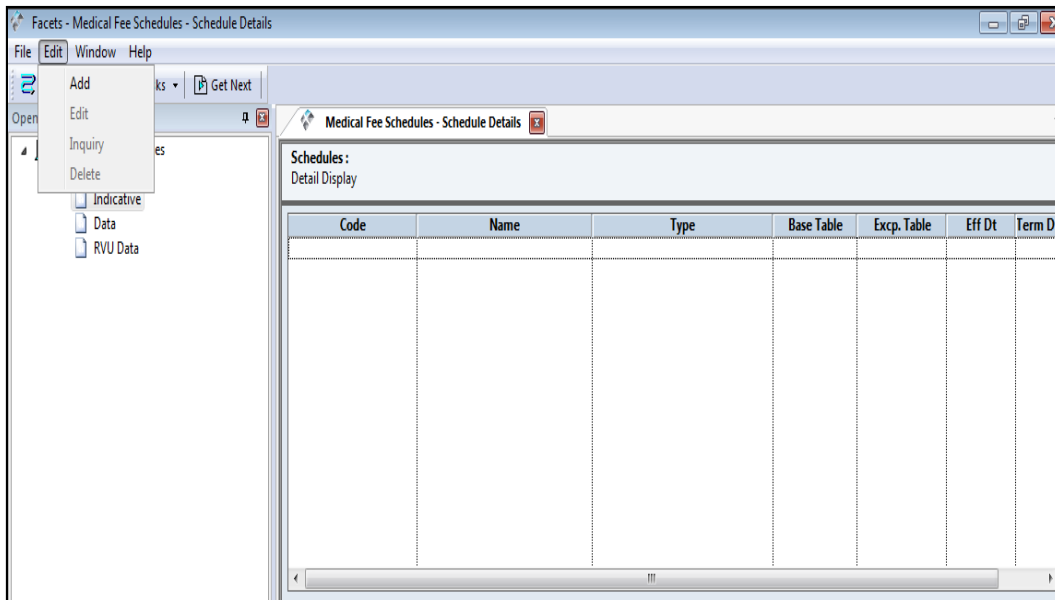 Facets - Medical Fee Schedules - Schedule Details
File Edit Window Help
Add
Edit
Inquiry
Delete
ks
Get Next
Open
es
Indicative
Data
RVU Data
Medical Fee Schedules - Schedule Details
Schedules :
Detail Display
Code Name Type Base Table Excp. Table Eff Dt Term D